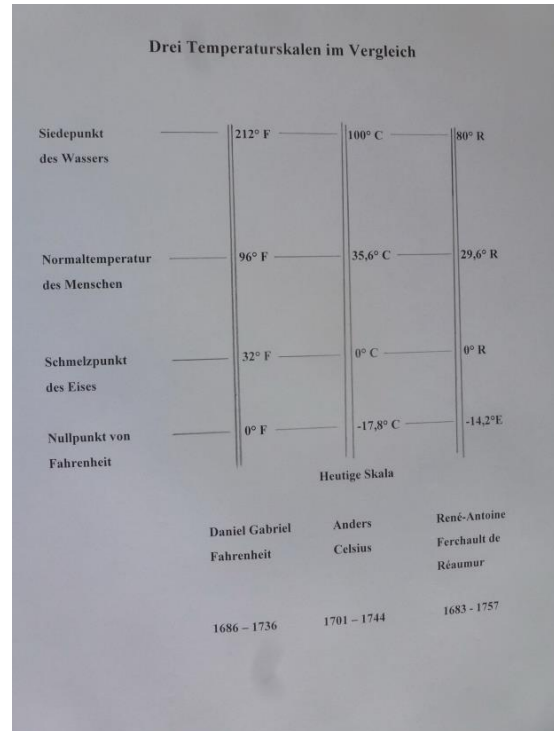 Drei Temperaturskalen im Vergleich
Siedepunkt
des Wassers
212° F
100° C
80° R
Normaltemperatur
des Menschen
96° F
35,6° C
29,6° R
Schmelzpunkt
des Eises
32° F
0° C
0° R
Nullpunkt von
Fahrenheit
0° F
-17,8° C
-14,2°E
Heutige Skala
Daniel Gabriel
Fahrenheit
1686 – 1736
Anders
Celsius
1701 – 1744
René-Antoine
Ferchault de
Réaumur
1683 - 1757